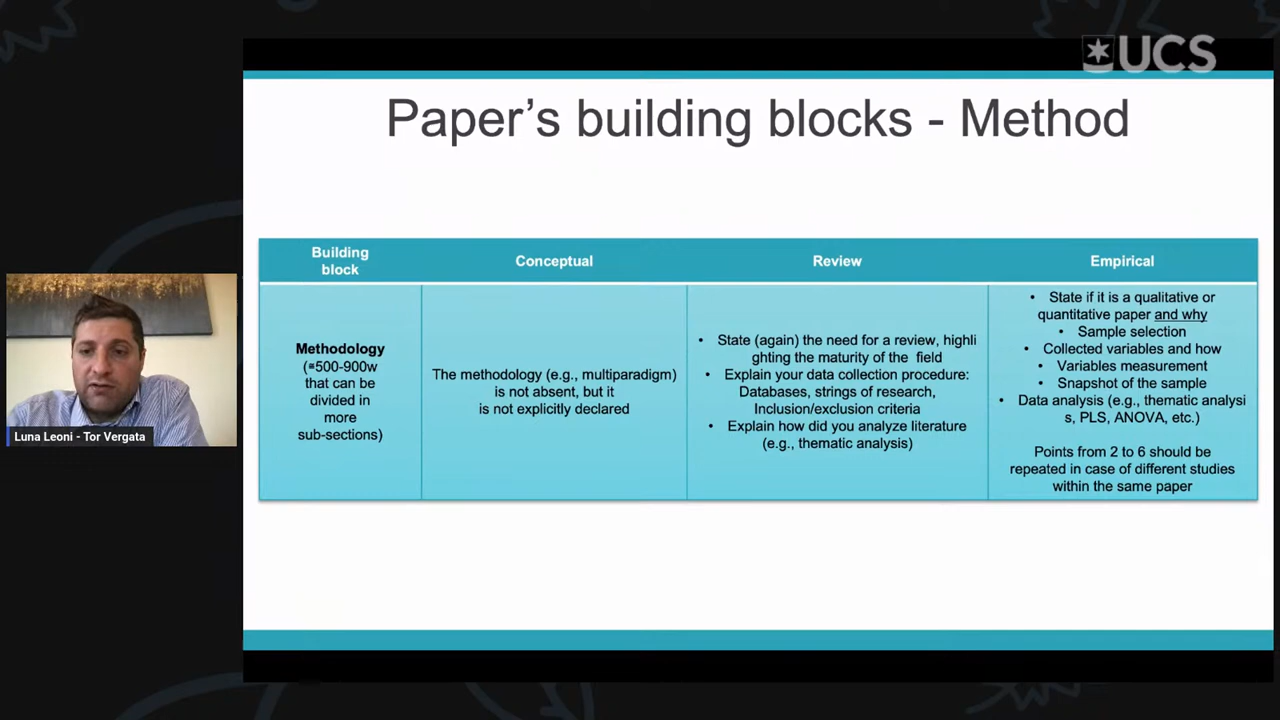 UCS
Paper's building blocks - Method
Building
block
Conceptual
Review
Empirical
Methodology
(≈500-900w
that can be
divided in
more
sub-sections)
The methodology (e.g., multiparadigm)
is not absent, but it
is not explicitly declared
• State (again) the need for a review, highli
ghting the maturity of the field
• Explain your data collection procedure:
Databases, strings of research,
Inclusion/exclusion criteria
• Explain how did you analyze literature
(e.g., thematic analysis)
• State if it is a qualitative or
quantitative paper and why
• Sample selection
• Collected variables and how
• Variables measurement
• Snapshot of the sample
• Data analysis (e.g., thematic analysi
s, PLS, ANOVA, etc.)
Points from 2 to 6 should be
repeated in case of different studies
within the same paper
Luna Leoni - Tor Vergata